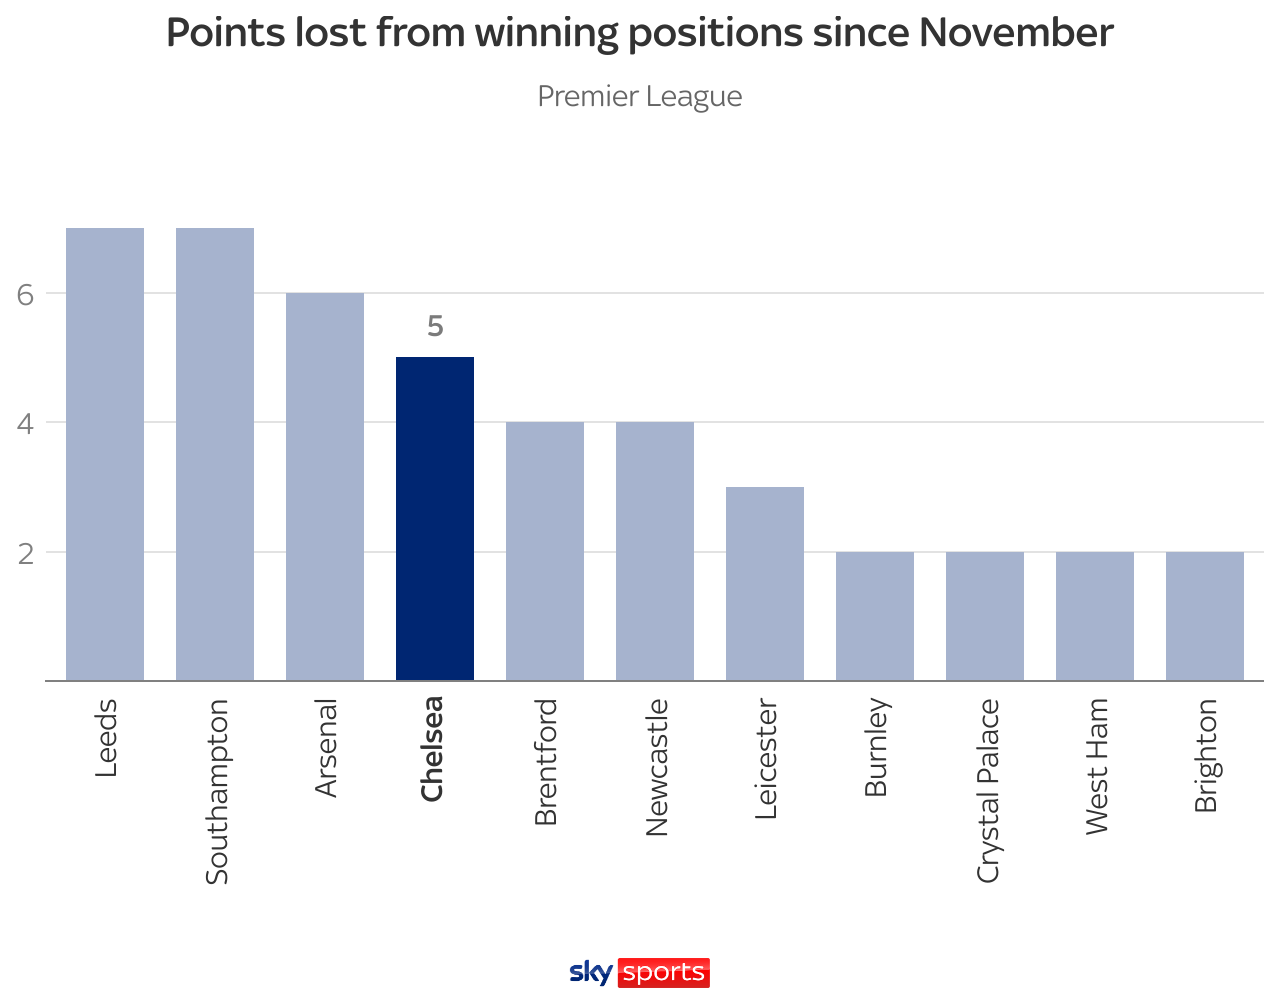 Points lost from winning positions since November
Premier League
6
5
4
2
Leeds
Southampton
Arsenal
Chelsea
Brentford
Newcastle
Leicester
Burnley
Crystal Palace
West Ham
Brighton
sky sports